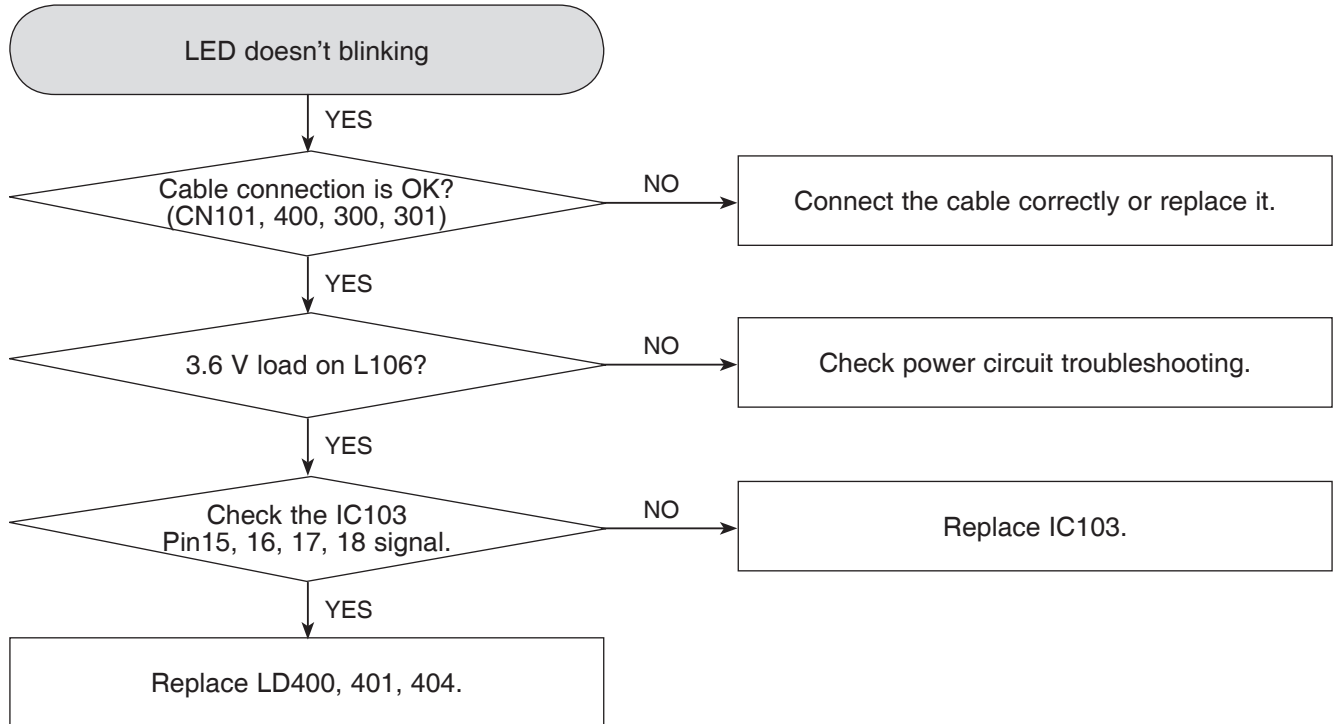 LED doesn't blinking
YES
Cable connection is OK?
(CN101, 400, 300, 301)
NO
Connect the cable correctly or replace it.
YES
3.6 V load on L106?
NO
Check power circuit troubleshooting.
YES
Check the IC103
Pin15, 16, 17, 18 signal.
NO
Replace IC103.
YES
Replace LD400, 401, 404.